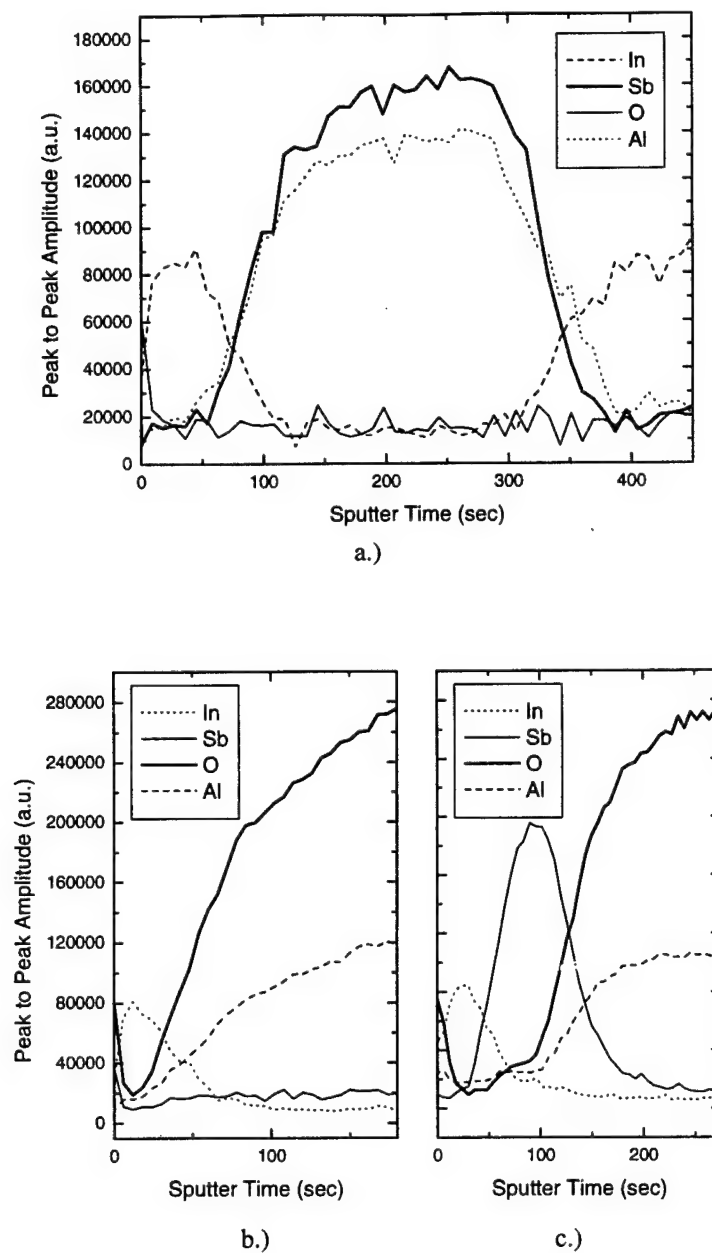 180000
160000
140000
120000
100000
80000
60000
40000
20000
0
Peak to Peak Amplitude (a.u.)
In
Sb
O
Al
0 100 200 300 400
Sputter Time (sec)
a.)
280000
240000
200000
160000
120000
80000
40000
0
Peak to Peak Amplitude (a.u.)
In
Sb
O
Al
0 100
Sputter Time (sec)
b.)
In
Sb
O
Al
0 100 200
Sputter Time (sec)
c.)